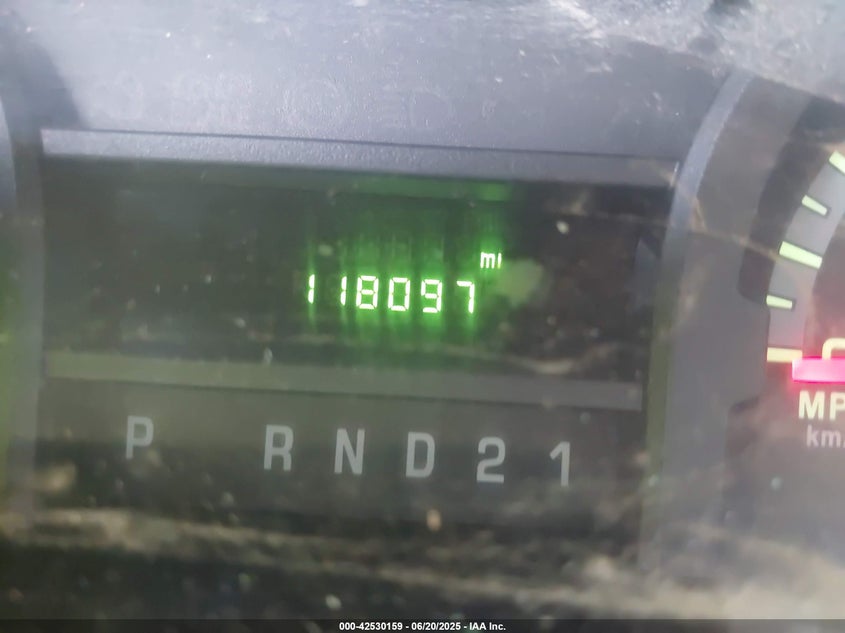 mi
118097
P R N D 2 1
MP
km
000-42530159 - 06/20/2025 - IAA Inc.